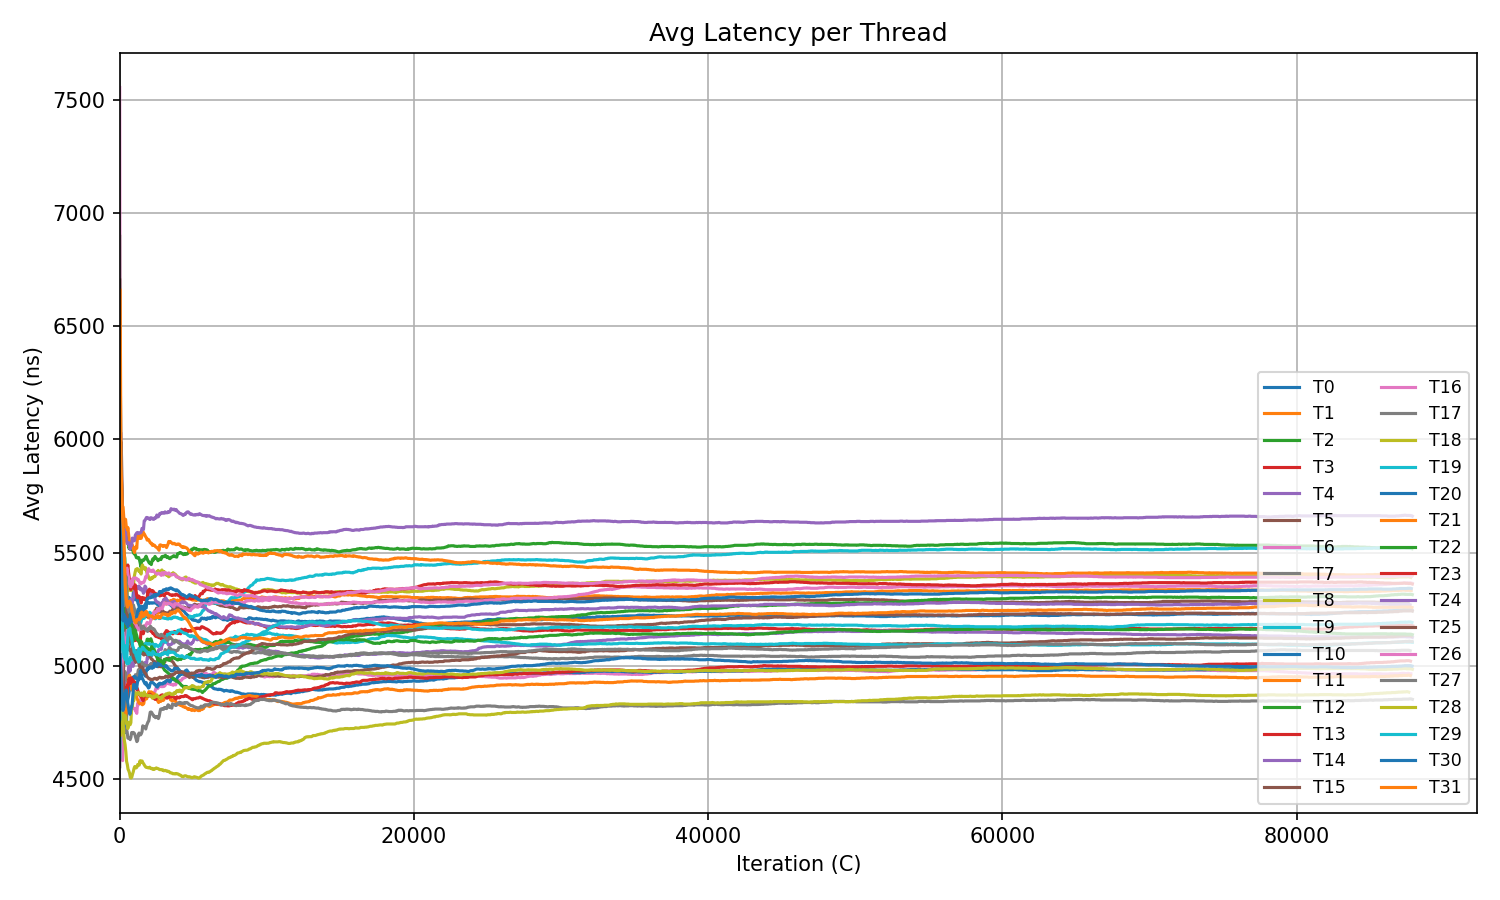 Avg Latency per Thread
7500
7000
6500
6000
5500
5000
4500
Avg Latency (ns)
0 20000 40000 60000 80000
Iteration (C)
T0 T16
T1 T17
T2 T18
T3 T19
T4 T20
T5 T21
T6 T22
T7 T23
T8 T24
T9 T25
T10 T26
T11 T27
T12 T28
T13 T29
T14 T30
T15 T31